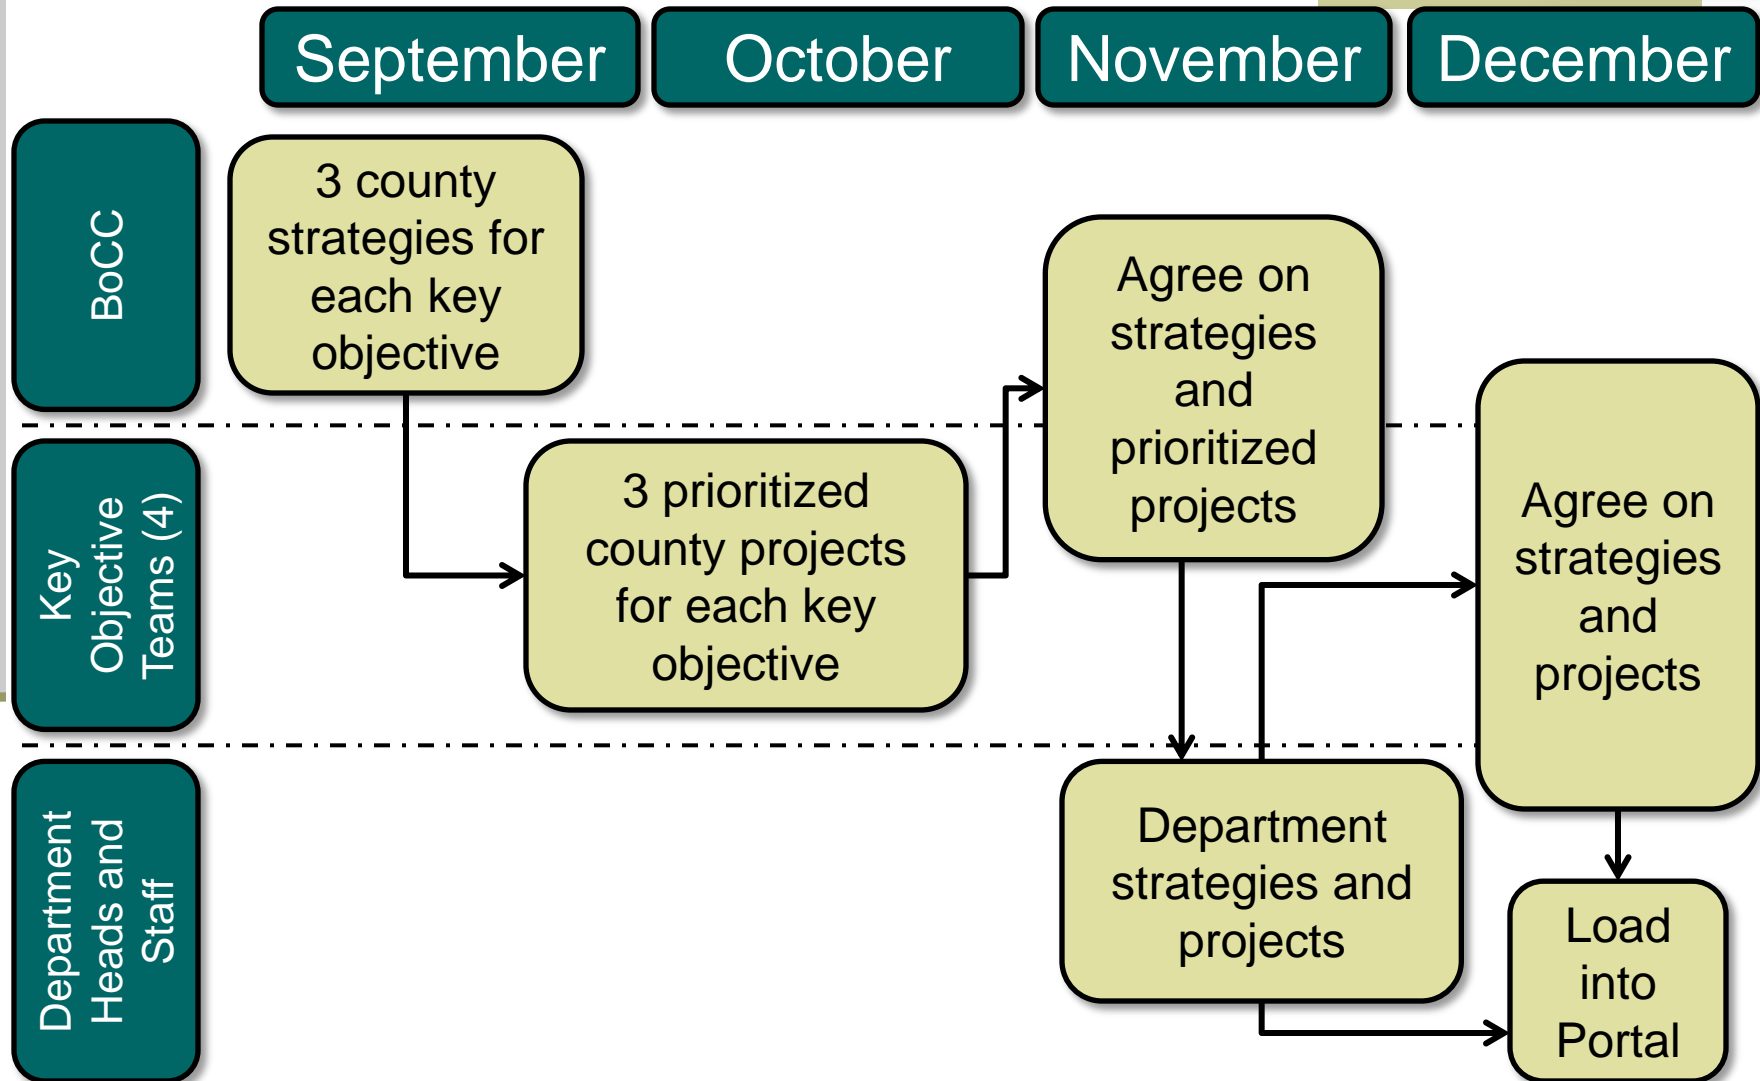 September
October
November
December
BoCC
3 county
strategies for
each key
objective
Agree on
strategies
and
prioritized
projects
Key
Objective
Teams (4)
3 prioritized
county projects
for each key
objective
Agree on
strategies
and
projects
Department
Heads and
Staff
Department
strategies and
projects
Load
into
Portal